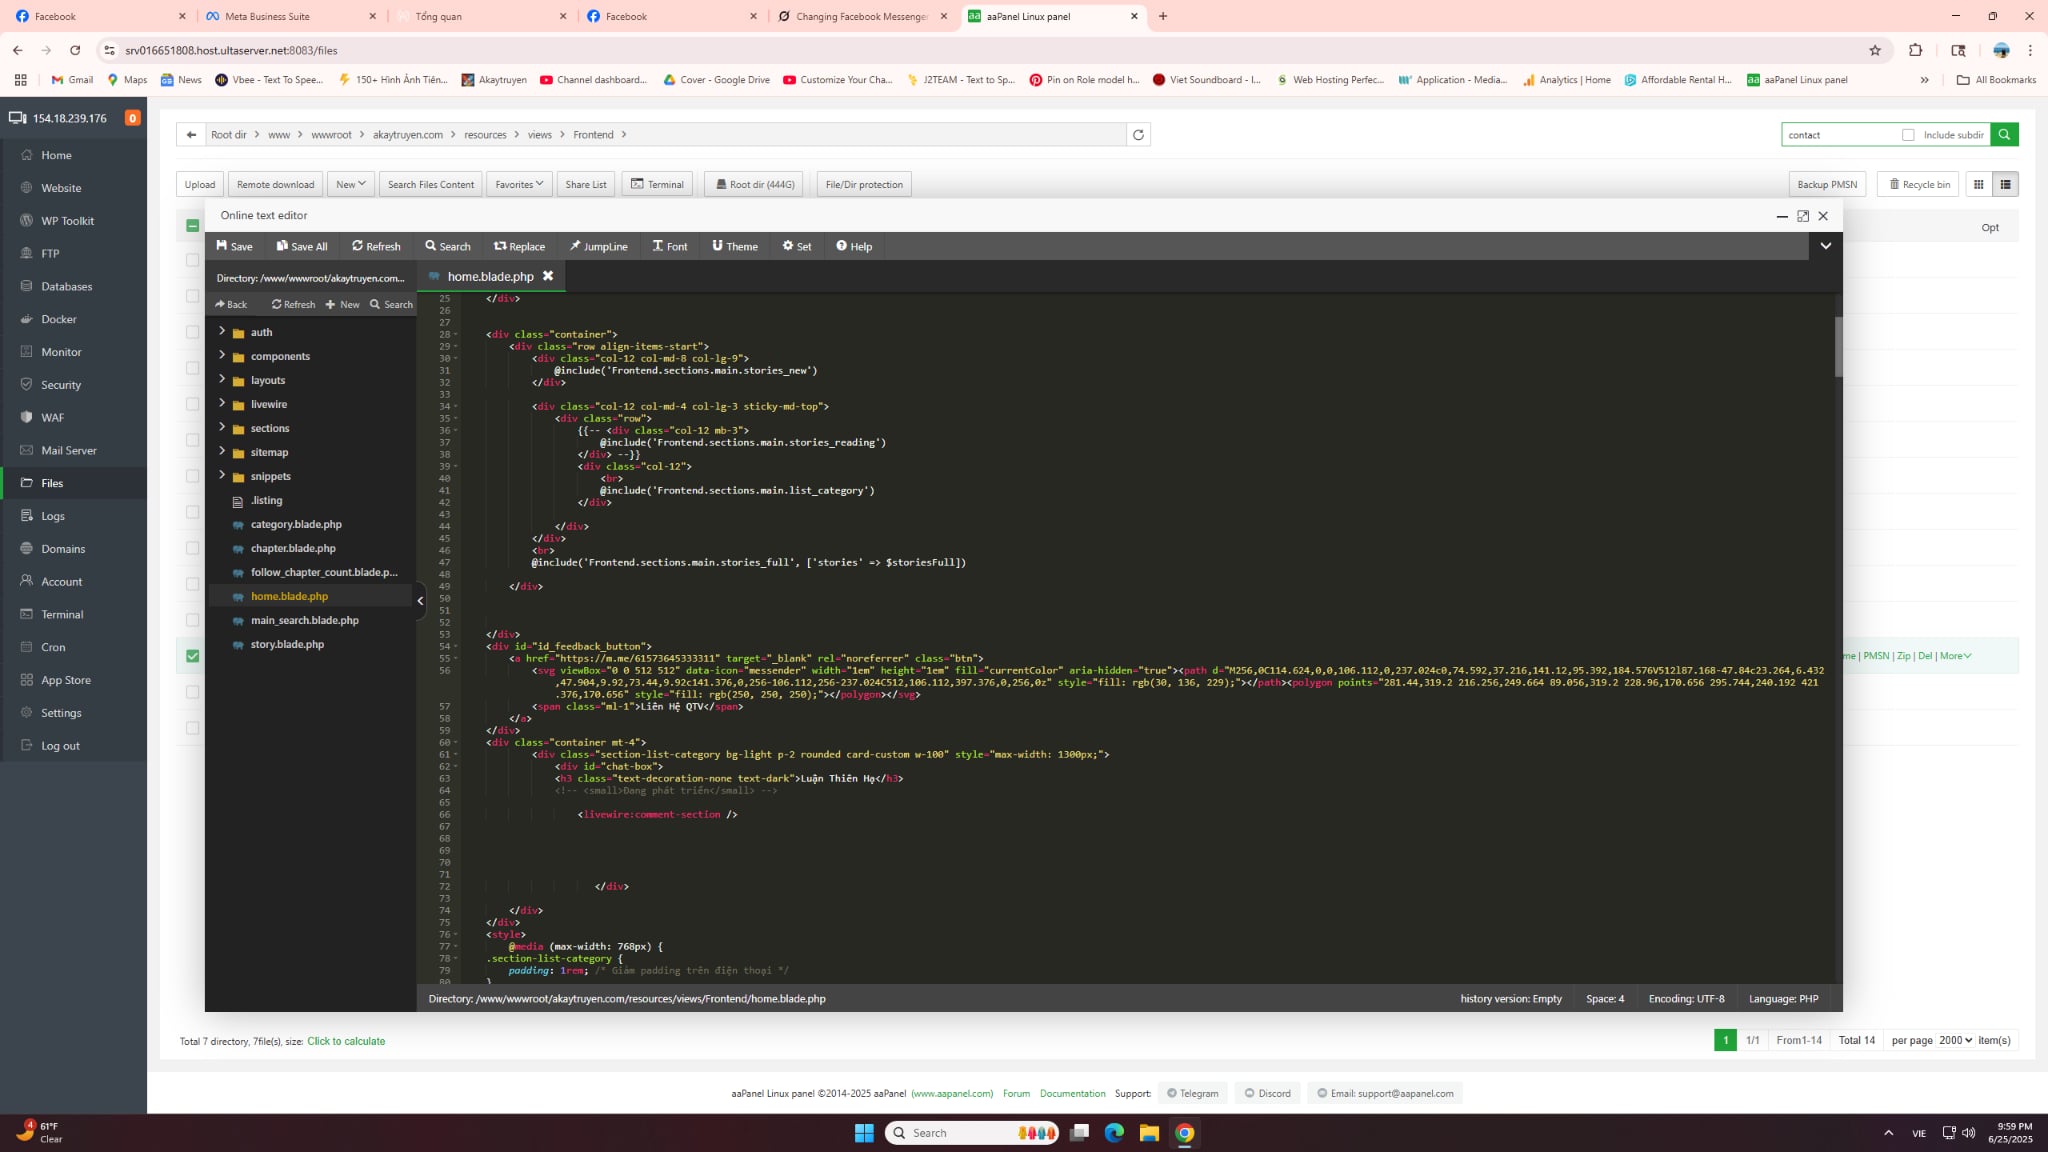 Facebook
Meta Business Suite
Tổng quan
Facebook
Changing Facebook Messenger
aaPanel Linux panel
srv016651808.host.ultaserver.net:8083/files
Gmail
Maps
News
Vbee - Text To Spee...
150+ Hình Ảnh Tiên...
Akaytruyen
Channel dashboard...
Cover - Google Drive
Customize Your Cha...
J2TEAM - Text to Sp...
Pin on Role model h...
Viet Soundboard - I...
Web Hosting Perfec...
Application - Media...
Analytics | Home
Affordable Rental H...
aaPanel Linux panel
All Bookmarks
154.18.239.176
0
Home
Website
WP Toolkit
FTP
Databases
Docker
Monitor
Security
WAF
Mail Server
Files
Logs
Domains
Account
Terminal
Cron
App Store
Settings
Log out
Root dir > www > wwwroot > akaytruyen.com > resources > views > Frontend >
contact
Include subdir
Upload
Remote download
New
Search Files Content
Favorites
Share List
Terminal
Root dir (444G)
File/Dir protection
Backup PMSN
Recycle bin
Opt
Online text editor
Save
Save All
Refresh
Search
Replace
JumpLine
Font
Theme
Set
Help
Directory: /www/wwwroot/akaytruyen.com...
home.blade.php
Back
Refresh
New
Search
auth
components
layouts
livewire
sections
sitemap
snippets
.listing
category.blade.php
chapter.blade.php
follow_chapter_count.blade.p...
home.blade.php
main_search.blade.php
story.blade.php
25 </div>
26
27
28 <div class="container">
29 <div class="row align-items-start">
30 <div class="col-12 col-md-8 col-lg-9">
31 @include('Frontend.sections.main.stories_new')
32 </div>
33
34 <div class="col-12 col-md-4 col-lg-3 sticky-md-top">
35 <div class="row">
36 {{-- <div class="col-12 mb-3">
37 @include('Frontend.sections.main.stories_reading')
38 </div> --}}
39 <div class="col-12">
40 <br>
41 @include('Frontend.sections.main.list_category')
42 </div>
43
44 </div>
45 </div>
46 <br>
47 @include('Frontend.sections.main.stories_full', ['stories' => $storiesFull])
48
49 </div>
50
51
52
53 </div>
54 <div id="id_feedback_button">
55 <a href="https://m.me/61573645333311" target="_blank" rel="noreferrer" class="btn">
56 <svg viewBox="0 0 512 512" data-icon="messender" width="1em" height="1em" fill="currentColor" aria-hidden="true"><path d="M256,0C114.624,0,0,106.112,0,237.024c0,74.592,37.216,141.12,95.392,184.576V512l87.168-47.84c23.264,6.432
,47.904,9.92,73.44,9.92c141.376,0,256-106.112,256-237.024C512,106.112,397.376,0,256,0z" style="fill: rgb(30, 136, 229);"></path><polygon points="281.44,319.2 216.256,249.664 89.056,319.2 228.96,170.656 295.744,240.192 421
.376,170.656" style="fill: rgb(250, 250, 250);"></polygon></svg>
57 <span class="ml-1">Liên Hệ QTV</span>
58 </a>
59 </div>
60 <div class="container mt-4">
61 <div class="section-list-category bg-light p-2 rounded card-custom w-100" style="max-width: 1300px;">
62 <div id="chat-box">
63 <h3 class="text-decoration-none text-dark">Luận Thiên Hạ</h3>
64 <!-- <small>Đang phát triển</small> -->
65
66 <livewire:comment-section />
67
68
69
70
71
72 </div>
73
74 </div>
75 </div>
76 <style>
77 @media (max-width: 768px) {
78 .section-list-category {
79 padding: 1rem; /* Giảm padding trên điện thoại */
80 }
me | PMSN | Zip | Del | More
Directory: /www/wwwroot/akaytruyen.com/resources/views/Frontend/home.blade.php
history version: Empty
Space: 4
Encoding: UTF-8
Language: PHP
Total 7 directory, 7file(s), size: Click to calculate
1
1/1
From1-14
Total 14
per page 2000 item(s)
aaPanel Linux panel ©2014-2025 aaPanel (www.aapanel.com) Forum Documentation Support: Telegram Discord Email: support@aapanel.com
4
61°F
Clear
Search
VIE
9:59 PM
6/25/2025